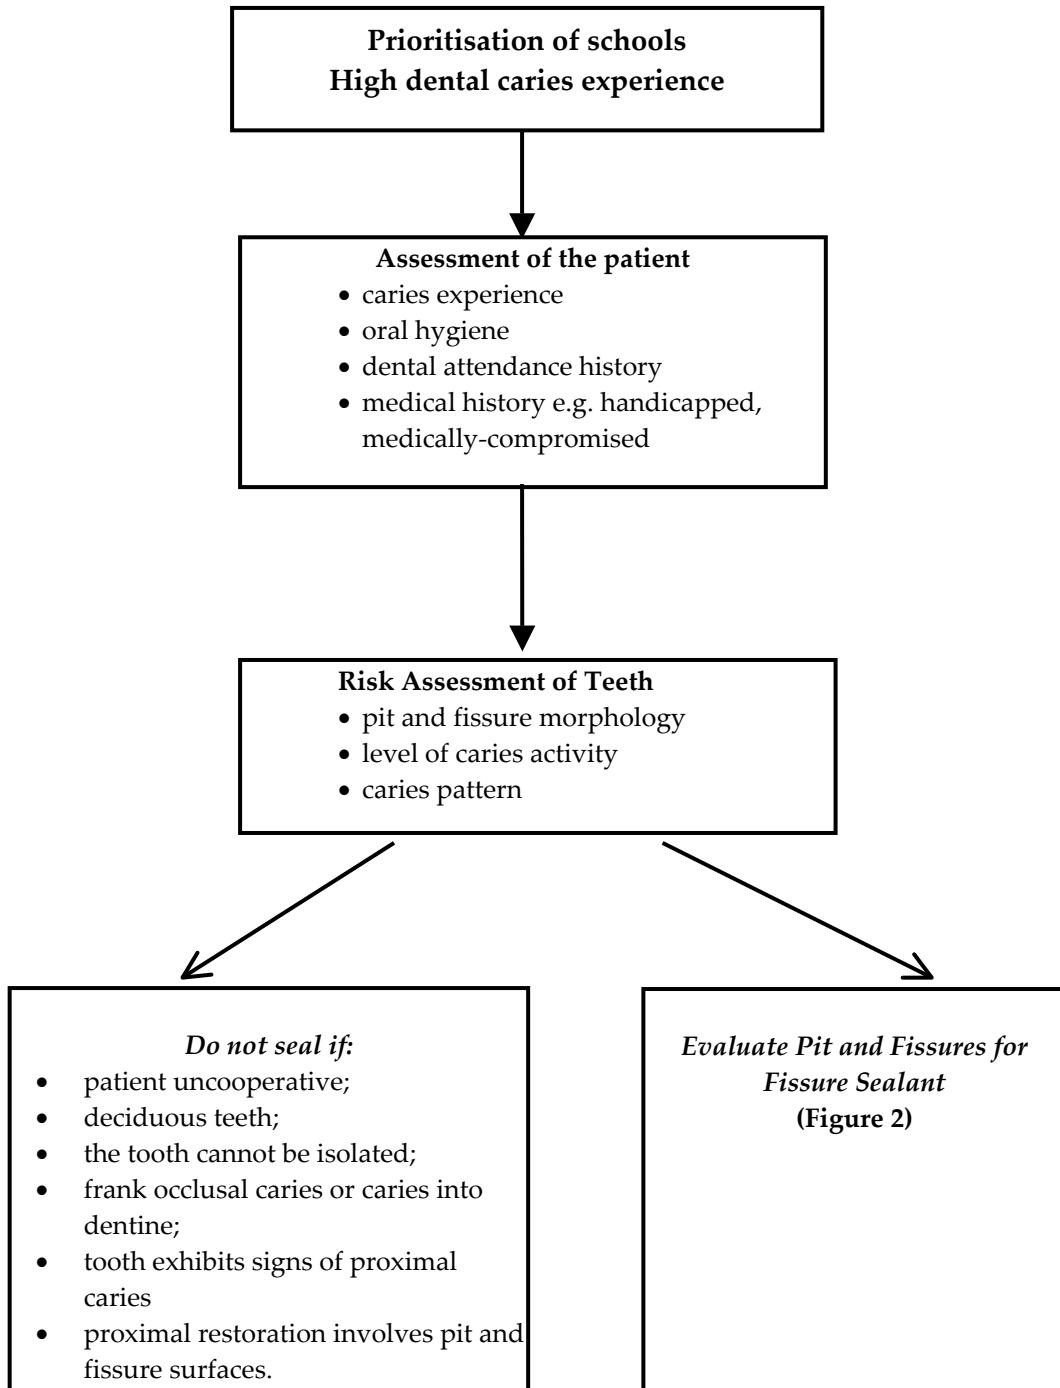 Prioritisation of schools
High dental caries experience
Assessment of the patient
• caries experience
• oral hygiene
• dental attendance history
• medical history e.g. handicapped,
medically-compromised
Risk Assessment of Teeth
• pit and fissure morphology
• level of caries activity
• caries pattern
Do not seal if:
• patient uncooperative;
• deciduous teeth;
• the tooth cannot be isolated;
• frank occlusal caries or caries into
dentine;
• tooth exhibits signs of proximal
caries
• proximal restoration involves pit and
fissure surfaces.
Evaluate Pit and Fissures for
Fissure Sealant
(Figure 2)